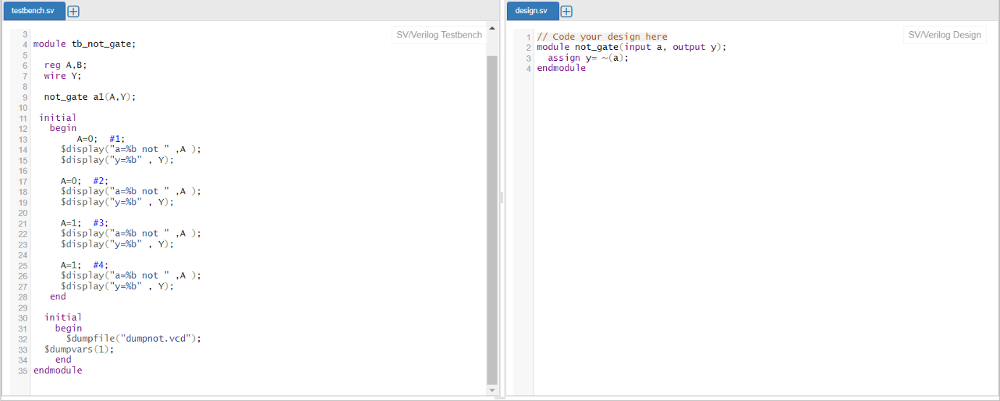 testbench.sv
SV/Verilog Testbench
3
4 module tb_not_gate;
5
6 reg A,B;
7 wire Y;
8
9 not_gate a1(A,Y);
10
11 initial
12 begin
13 A=0; #1;
14 $display("a=%b not " ,A );
15 $display("y=%b" , Y);
16
17 A=0; #2;
18 $display("a=%b not " ,A );
19 $display("y=%b" , Y);
20
21 A=1; #3;
22 $display("a=%b not " ,A );
23 $display("y=%b" , Y);
24
25 A=1; #4;
26 $display("a=%b not " ,A );
27 $display("y=%b" , Y);
28 end
29
30 initial
31 begin
32 $dumpfile("dumpnot.vcd");
33 $dumpvars(1);
34 end
35 endmodule
design.sv
SV/Verilog Design
1 // Code your design here
2 module not_gate(input a, output y);
3 assign y= ~(a);
4 endmodule